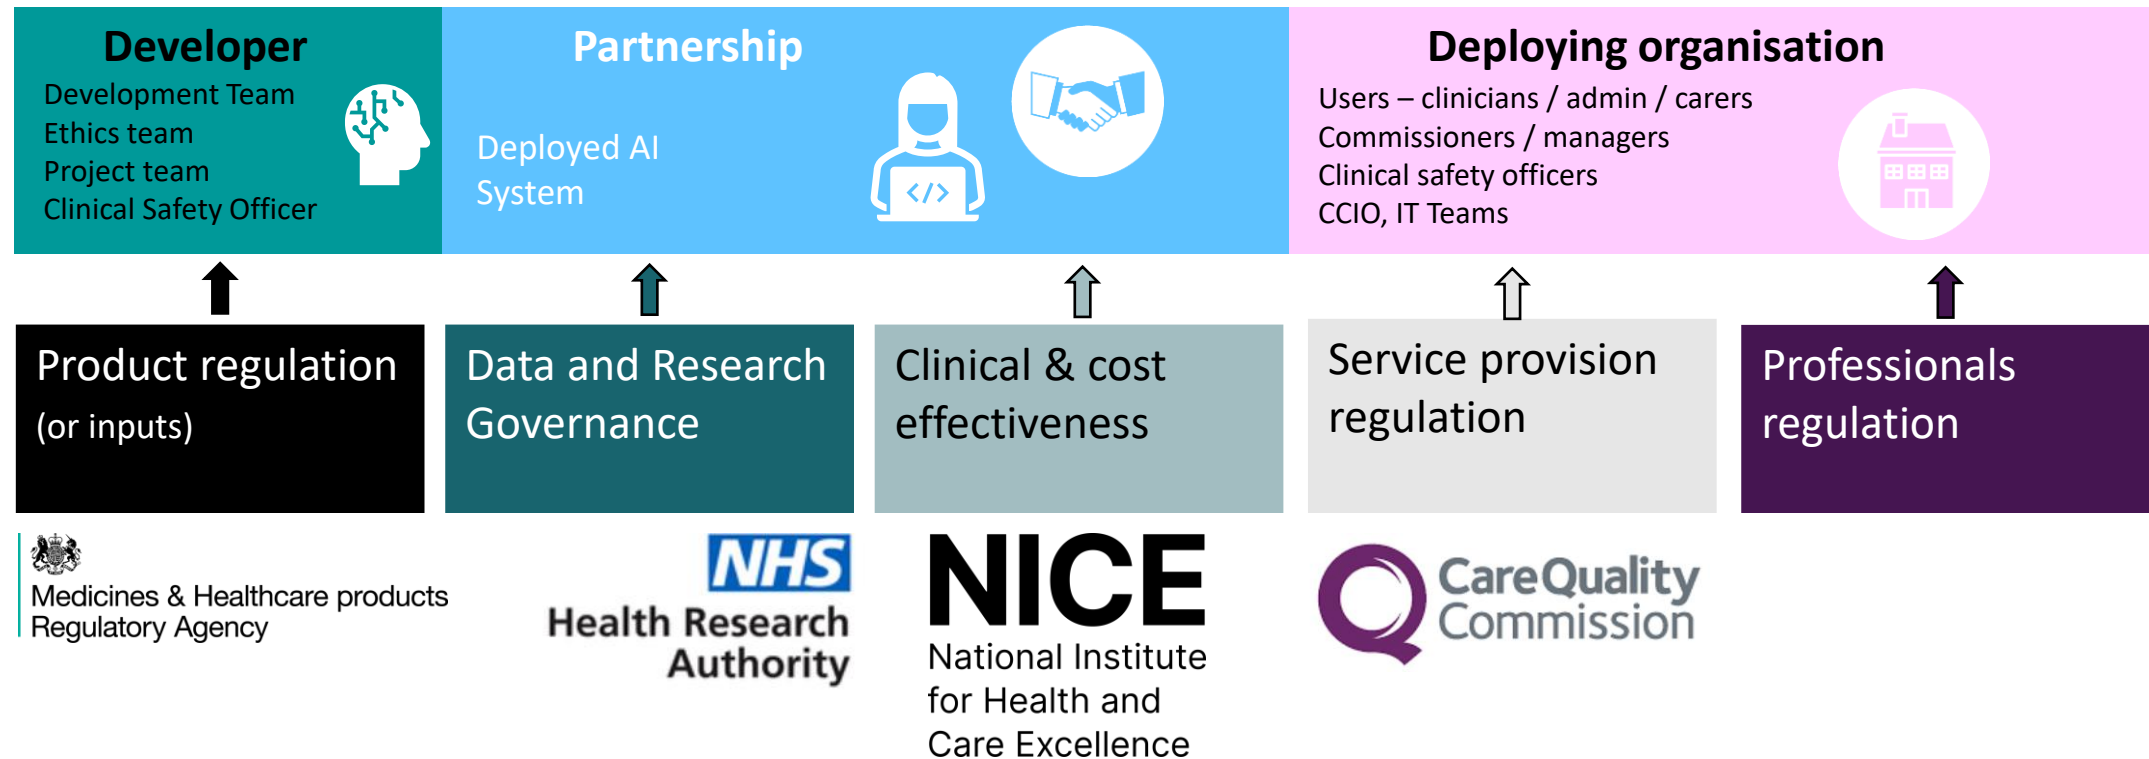 Developer
Development Team
Ethics team
Project team
Clinical Safety Officer
Partnership
Deployed AI
System
</>
Deploying organisation
Users – clinicians / admin / carers
Commissioners / managers
Clinical safety officers
CCIO, IT Teams
Product regulation
(or inputs)
Data and Research
Governance
Clinical & cost
effectiveness
Service provision
regulation
Professionals
regulation
Medicines & Healthcare products
Regulatory Agency
NHS
Health Research
Authority
NICE
National Institute
for Health and
Care Excellence
CareQuality
Commission